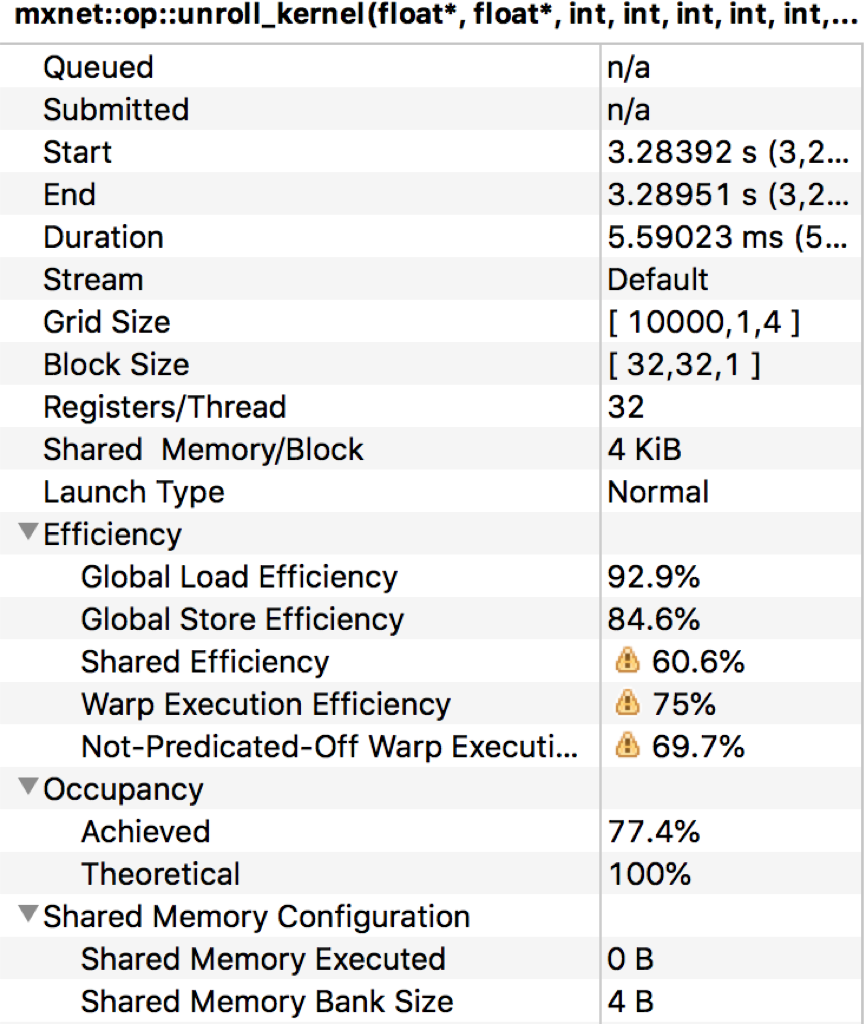 mxnet::op::unroll_kernel(float*, float*, int, int, int, int, int,...
Queued n/a
Submitted n/a
Start 3.28392 s (3,2...
End 3.28951 s (3,2...
Duration 5.59023 ms (5...
Stream Default
Grid Size [ 10000,1,4 ]
Block Size [ 32,32,1 ]
Registers/Thread 32
Shared Memory/Block 4 KiB
Launch Type Normal
Efficiency
Global Load Efficiency 92.9%
Global Store Efficiency 84.6%
Shared Efficiency 60.6%
Warp Execution Efficiency 75%
Not-Predicated-Off Warp Executi... 69.7%
Occupancy
Achieved 77.4%
Theoretical 100%
Shared Memory Configuration
Shared Memory Executed 0 B
Shared Memory Bank Size 4 B